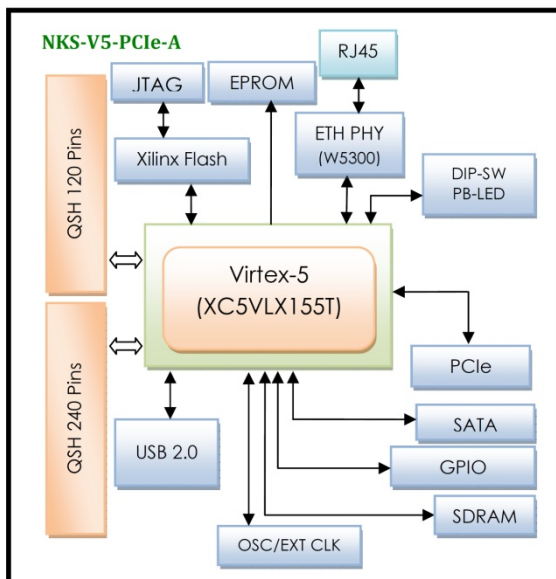 NKS-V5-PCIe-A
RJ45
JTAG
EPROM
ETH PHY
(W5300)
Xilinx Flash
DIP-SW
PB-LED
QSH 120 Pins
Virtex-5
(XC5VLX155T)
PCIe
QSH 240 Pins
SATA
USB 2.0
GPIO
SDRAM
OSC/EXT CLK